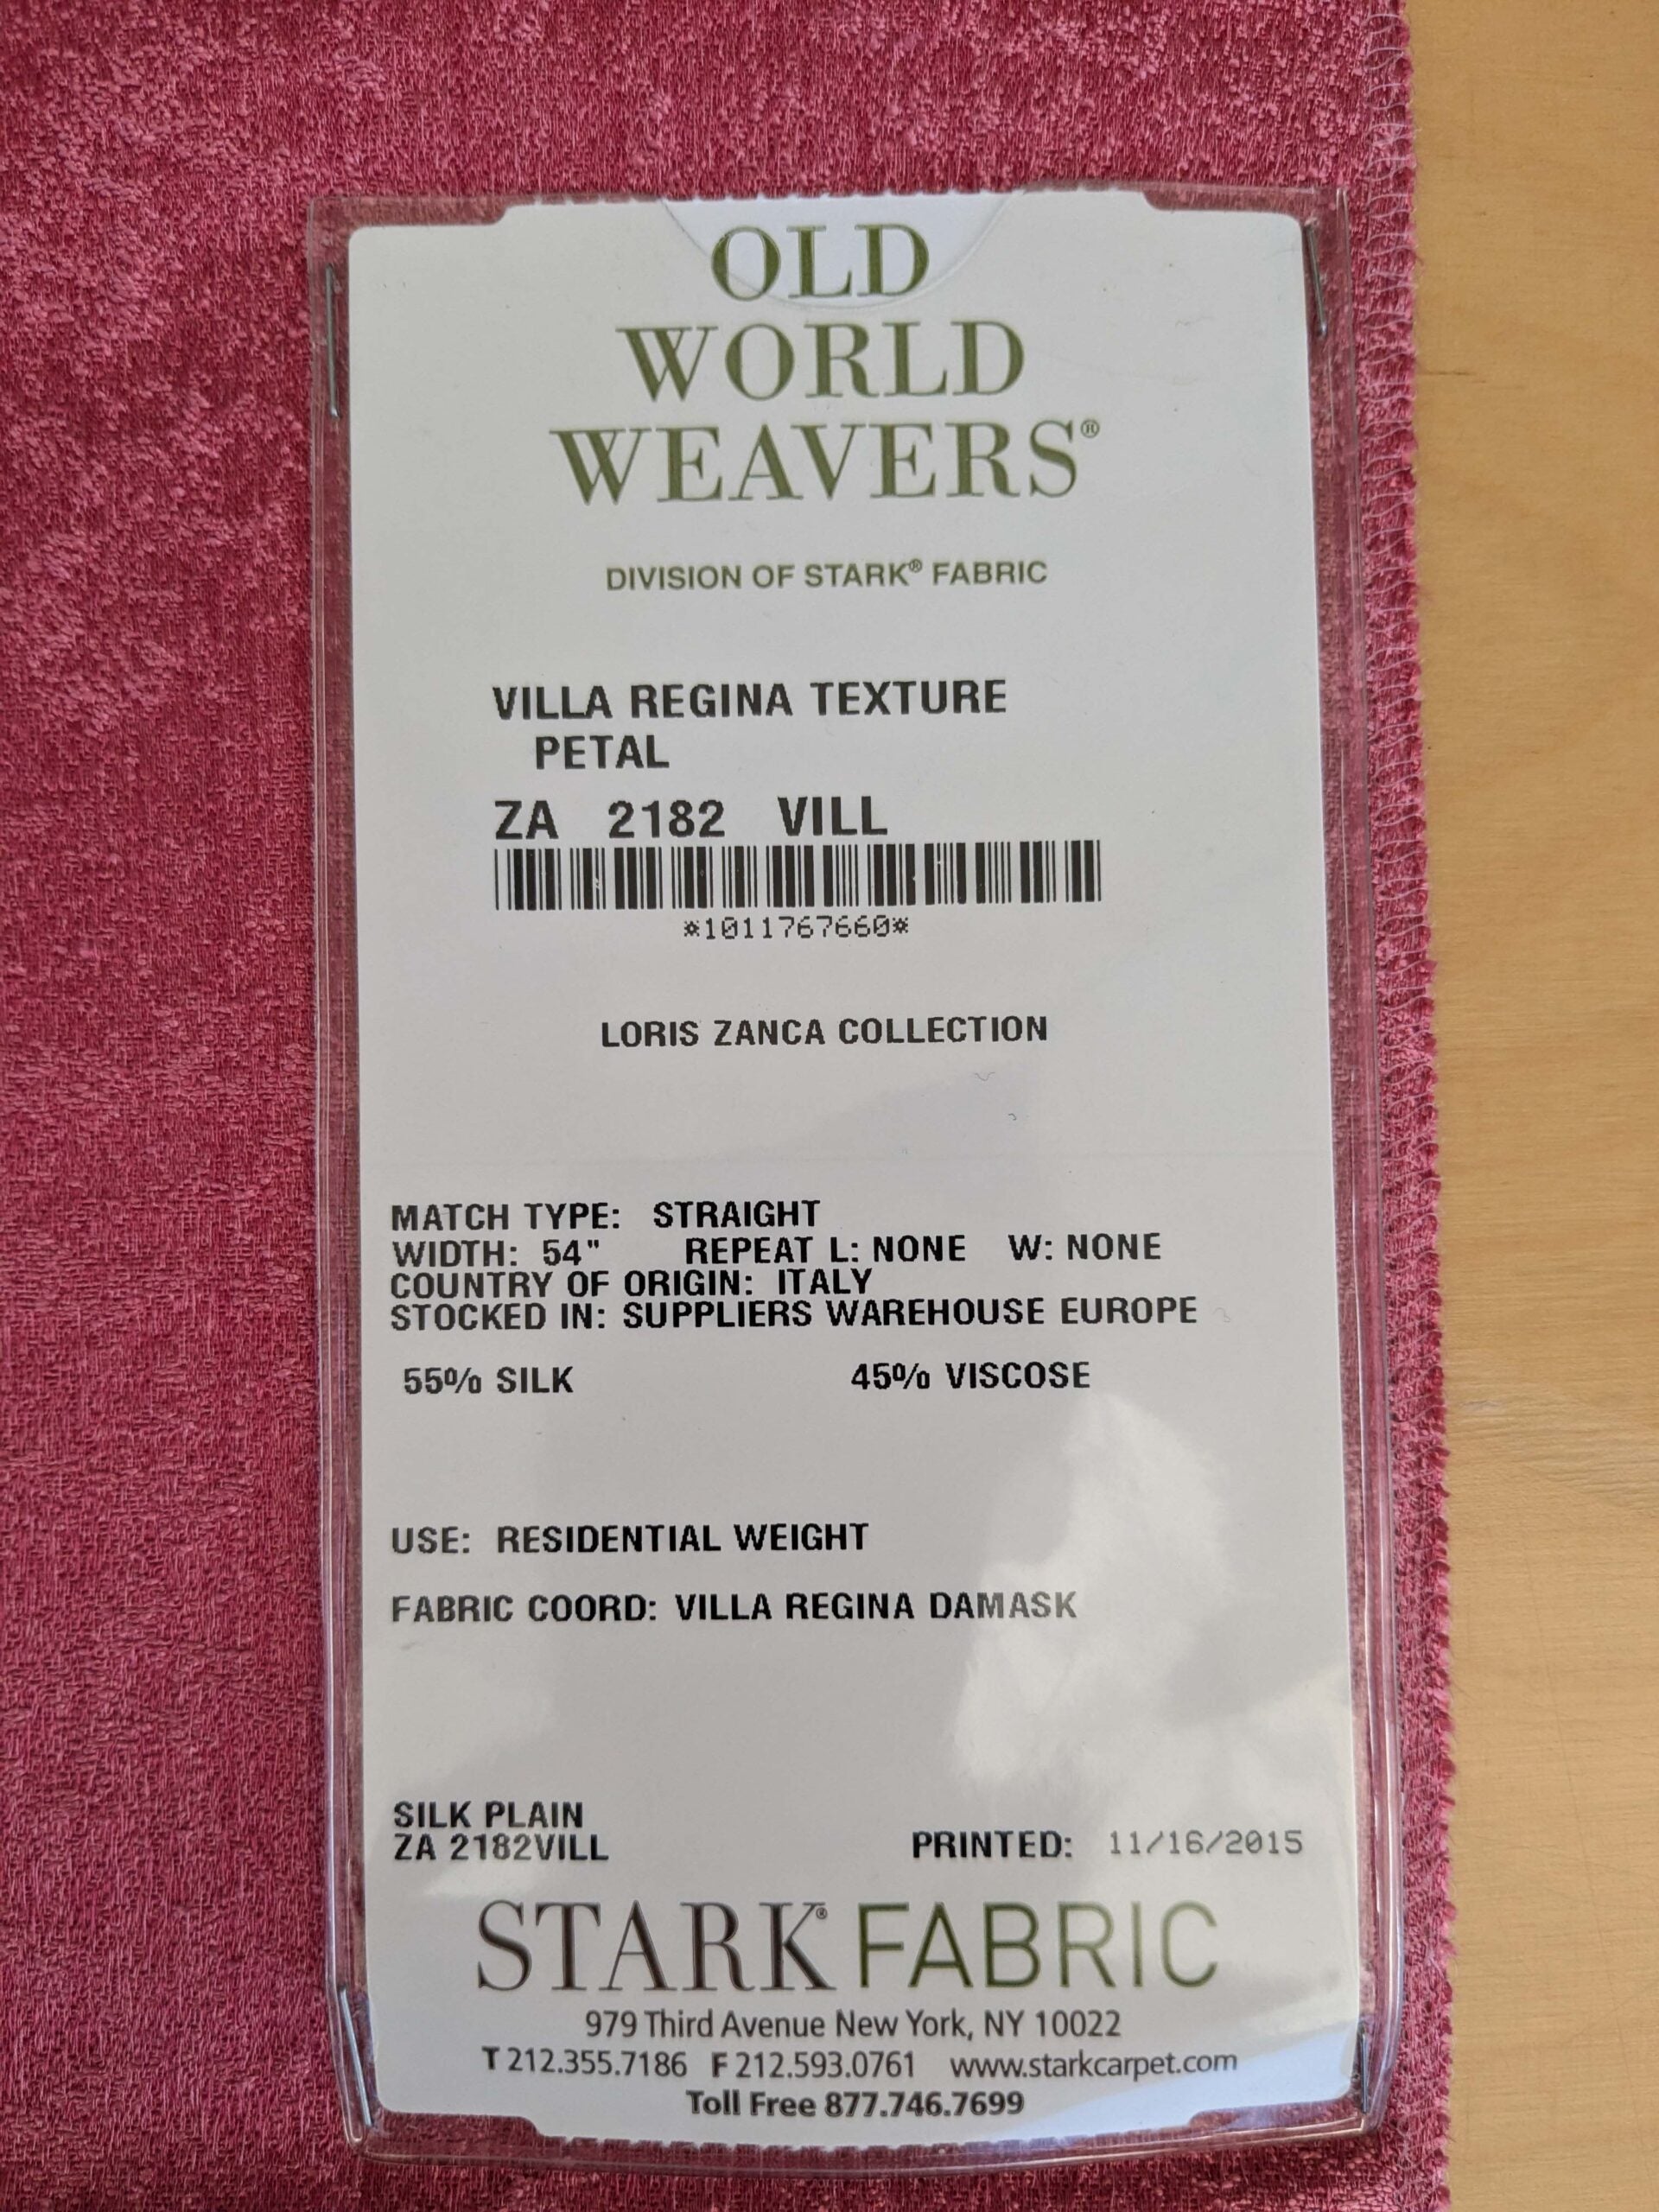 OLD
WORLD
WEAVERS®
DIVISION OF STARK® FABRIC
VILLA REGINA TEXTURE
PETAL
ZA 2182 VILL
*1011767660*
LORIS ZANCA COLLECTION
MATCH TYPE: STRAIGHT
WIDTH: 54" REPEAT L: NONE W: NONE
COUNTRY OF ORIGIN: ITALY
STOCKED IN: SUPPLIERS WAREHOUSE EUROPE
55% SILK 45% VISCOSE
USE: RESIDENTIAL WEIGHT
FABRIC COORD: VILLA REGINA DAMASK
SILK PLAIN
ZA 2182VILL PRINTED: 11/16/2015
STARK® FABRIC
979 Third Avenue New York, NY 10022
T 212.355.7186 F 212.593.0761 www.starkcarpet.com
Toll Free 877.746.7699